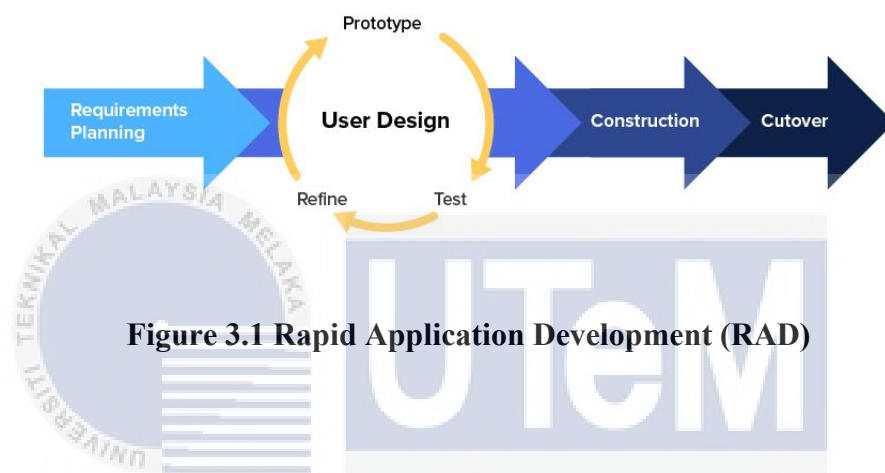 Prototype
Requirements
Planning
User Design
Construction
Cutover
Refine
Test
UNIVERSITI TEKNIKAL MALAYSIA MELAKA
UTeM
Figure 3.1 Rapid Application Development (RAD)